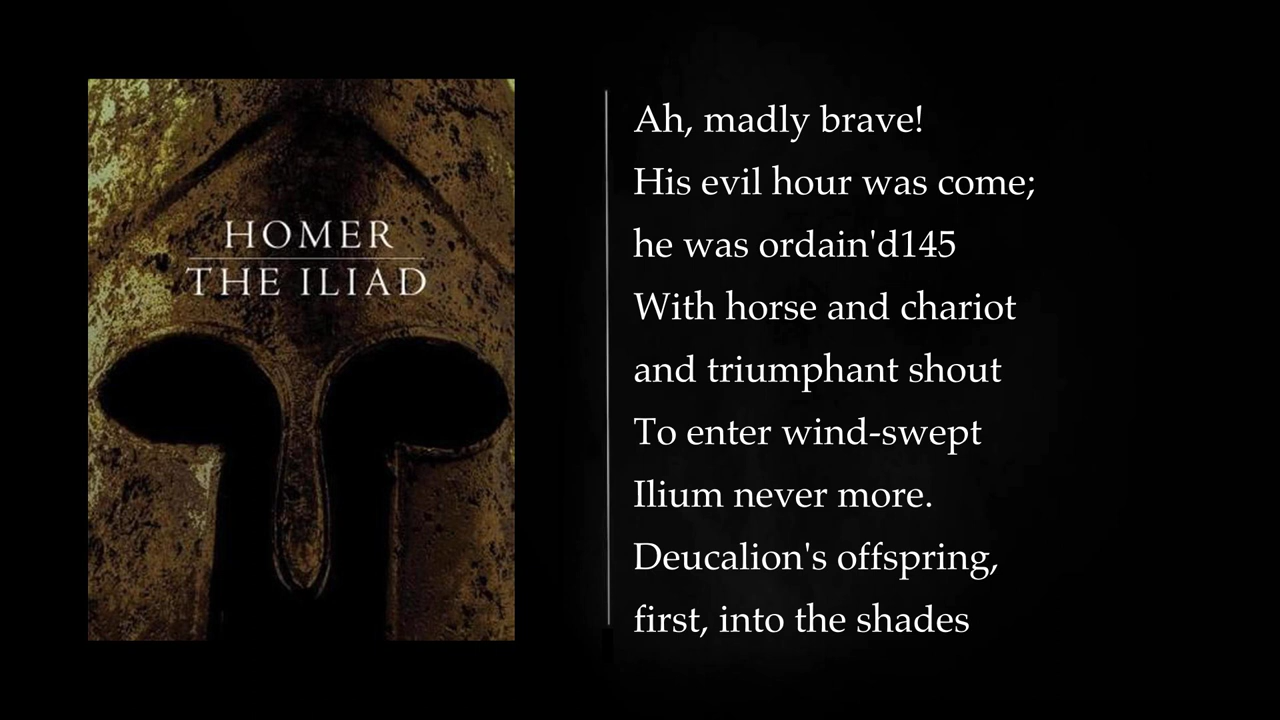 HOMER
THE ILIAD
Ah, madly brave!
His evil hour was come;
he was ordain'd145
With horse and chariot
and triumphant shout
To enter wind-swept
Ilium never more.
Deucalion's offspring,
first, into the shades